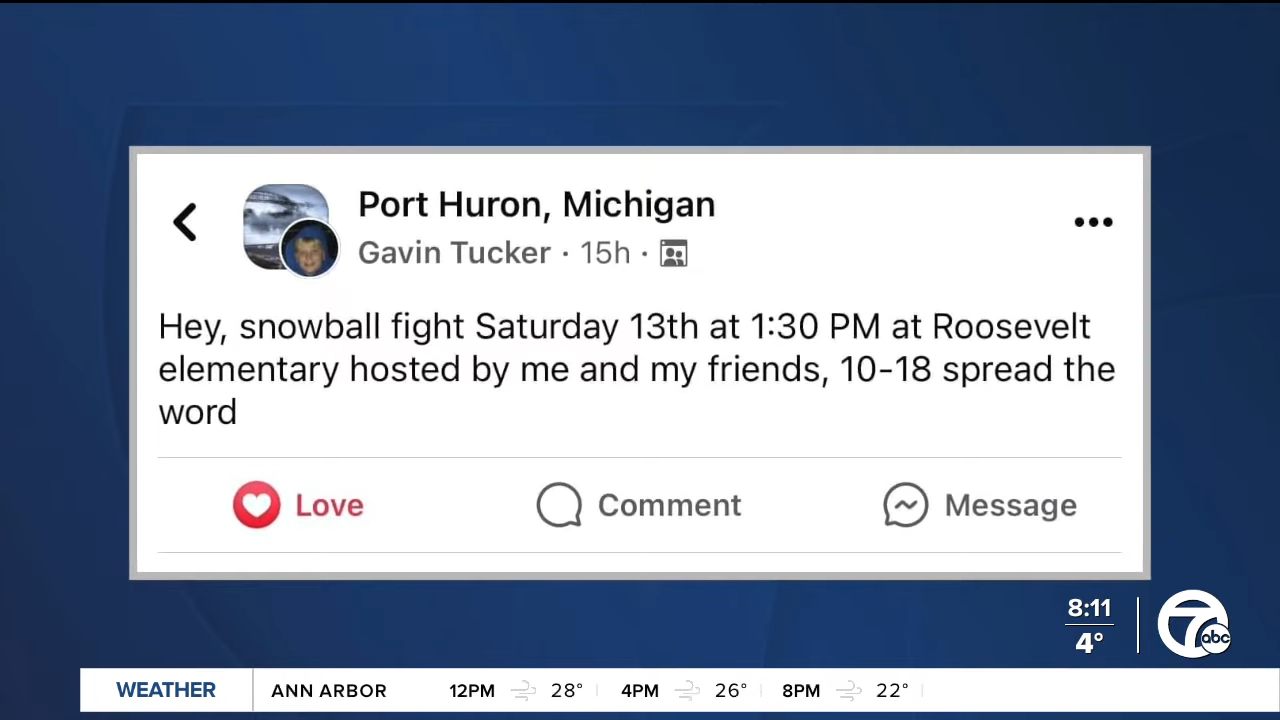 Port Huron, Michigan
Gavin Tucker · 15h ·
Hey, snowball fight Saturday 13th at 1:30 PM at Roosevelt
elementary hosted by me and my friends, 10-18 spread the
word
Love Comment Message
8:11
4°
7 abc
WEATHER ANN ARBOR 12PM 28° 4PM 26° 8PM 22°